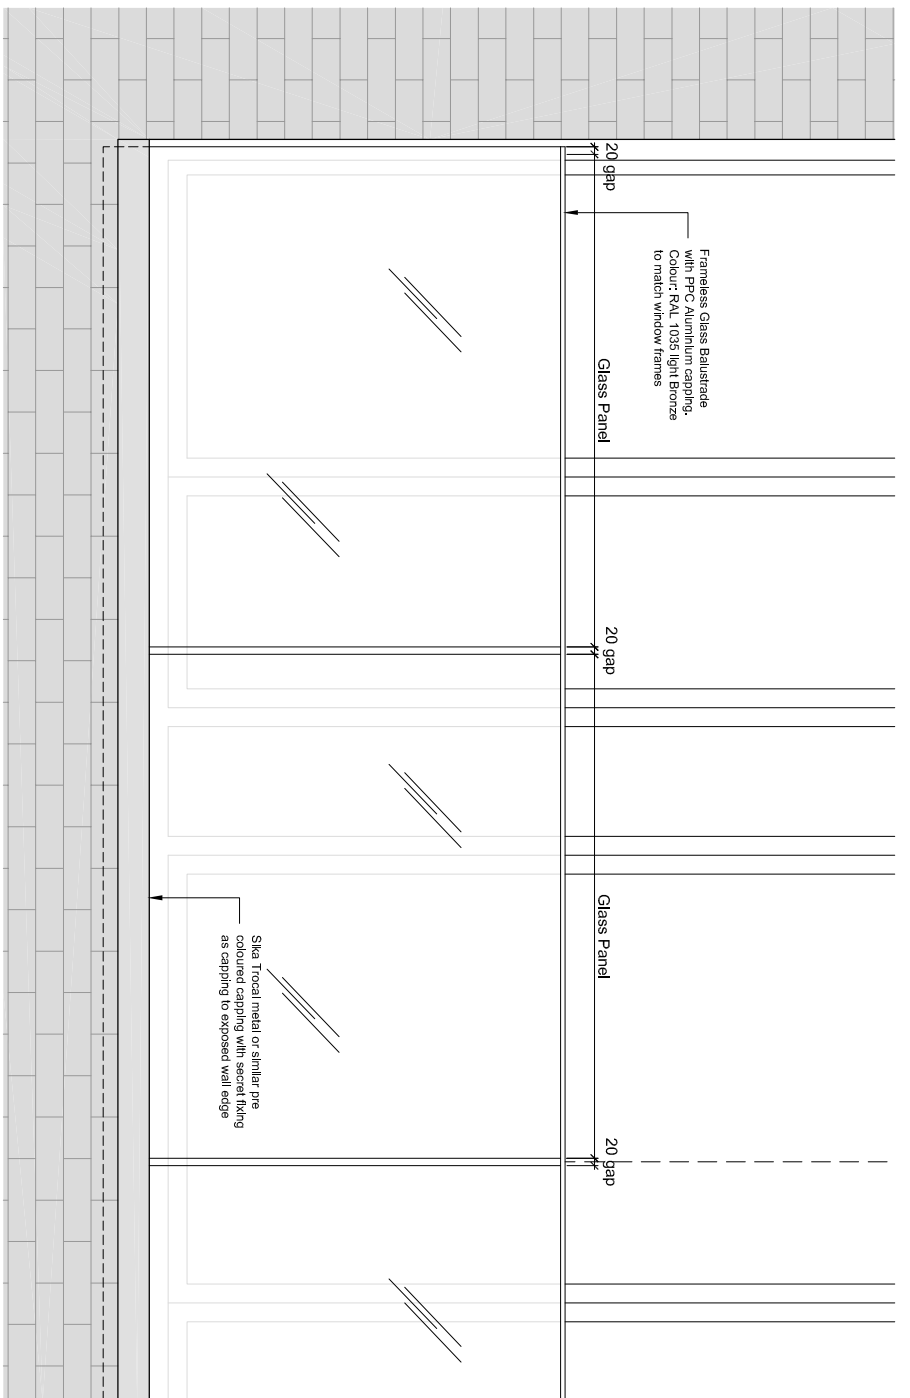 20 gap
Frameless Glass Balustrade
with PPC Aluminium capping.
Colour: RAL 1035 light Bronze
to match window frames
Glass Panel
20 gap
Glass Panel
20 gap
Sika Trocal metal or similar pre
coloured capping with secret fixing
as capping to exposed wall edge